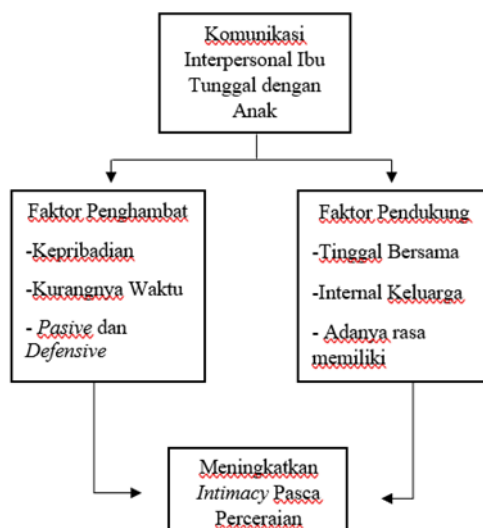 Komunikasi
Interpersonal Ibu
Tunggal dengan
Anak
Faktor Penghambat
-Kepribadian
-Kurangnya Waktu
- Pasive dan
Defensive
Faktor Pendukung
-Tinggal Bersama
-Internal Keluarga
- Adanya rasa
memiliki
Meningkatkan
Intimacy Pasca
Perceraian